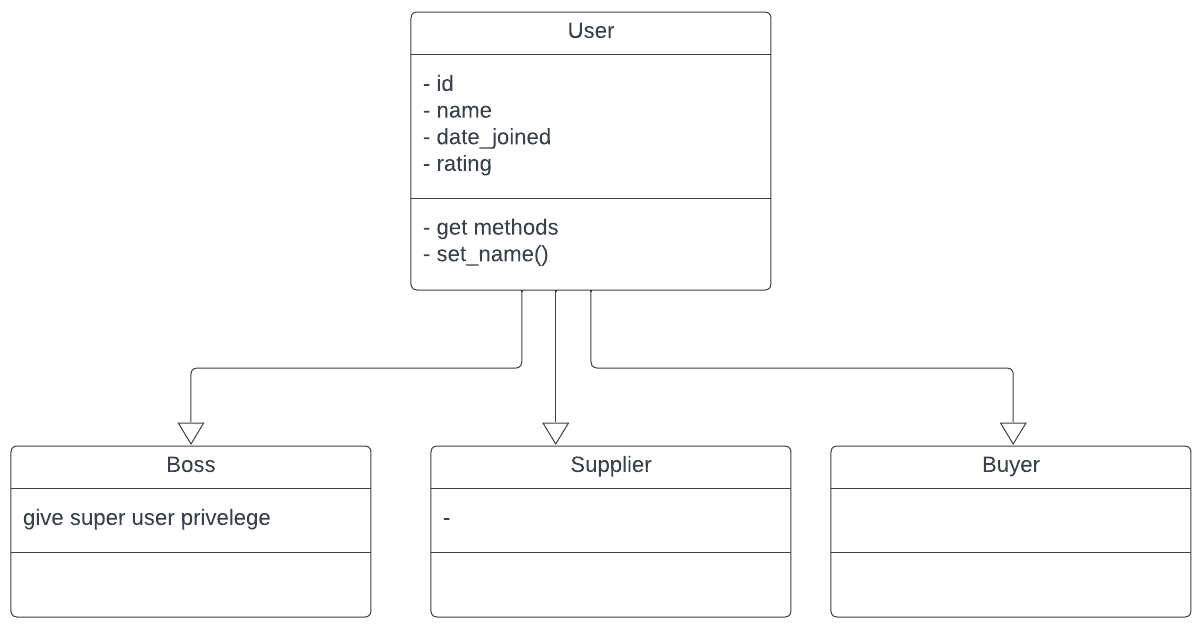 User
- id
- name
- date_joined
- rating
- get methods
- set_name()
Boss
give super user privelege
Supplier
-
Buyer